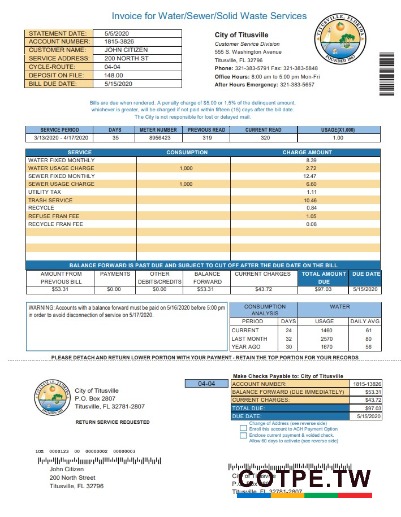 Invoice for Water/Sewer/Solid Waste Services
STATEMENT DATE: 5/6/2020
ACCOUNT NUMBER: 1815-3826
CUSTOMER NAME: JOHN CITIZEN
SERVICE ADDRESS: 200 NORTH ST
CYCLE-ROUTE: 04-04
DEPOSIT ON FILE: 148.00
BILL DUE DATE: 5/15/2020
City of Titusville
Customer Service Division
555 S. Washington Avenue
Titusville, FL 32796
Phone: 321-383-5791 Fax: 321-383-5846
Office Hours: 8:00 am to 5:00 pm Mon-Fri
After Hours Emergency: 321-383-5657
Bills are due when rendered. A penalty charge of $5.00 or 1.5% of the delinquent amount,
whichever is greater, will be charged if not paid within fifteen (15) days after the bill date.
The City is not responsible for lost or delayed mail.
SERVICE PERIOD DAYS METER NUMBER PREVIOUS READ CURRENT READ USAGE(X1,000)
3/13/2020 - 4/17/2020 35 8956423 319 320 1.00
SERVICE CONSUMPTION CHARGE AMOUNT
WATER FIXED MONTHLY 8.39
WATER USAGE CHARGE 1,000 2.72
SEWER FIXED MONTHLY 12.47
SEWER USAGE CHARGE 1,000 6.60
UTILITY TAX 1.11
TRASH SERVICE 10.46
RECYCLE 0.84
REFUSE FRAN FEE 1.05
RECYCLE FRAN FEE 0.08
BALANCE FORWARD IS PAST DUE AND SUBJECT TO CUT OFF AFTER THE DUE DATE ON THE BILL
AMOUNT FROM PREVIOUS BILL PAYMENTS OTHER DEBITS/CREDITS BALANCE FORWARD CURRENT CHARGES TOTAL AMOUNT DUE DUE DATE
$53.31 $0.00 $0.00 $53.31 $43.72 $97.03 5/15/2020
WARNING: Accounts with a balance forward must be paid on 5/16/2020 before 5:00 pm
in order to avoid disconnection of service on 5/17/2020.
CONSUMPTION ANALYSIS WATER
PERIOD DAYS USAGE DAILY AVG
CURRENT 24 1460 61
LAST MONTH 32 2570 80
YEAR AGO 30 1670 56
PLEASE DETACH AND RETURN LOWER PORTION WITH YOUR PAYMENT - RETAIN THE TOP PORTION FOR YOUR RECORDS
City of Titusville
P.O. Box 2807
Titusville, FL 32781-2807
RETURN SERVICE REQUESTED
04-04
Make Checks Payable to: City of Titusville
ACCOUNT NUMBER: 1815-13826
BALANCE FORWARD (DUE IMMEDIATELY) $53.31
CURRENT CHARGES: $43.72
TOTAL DUE: $97.03
DUE DATE: 5/15/2020
Change of Address (see reverse side)
Enroll this account to ACH Payment Option
Enclose current payment & voided check.
Allow 60 days to activate (see reverse side)
John Citizen
200 North Street
Titusville, FL 32796
COTPE.TW